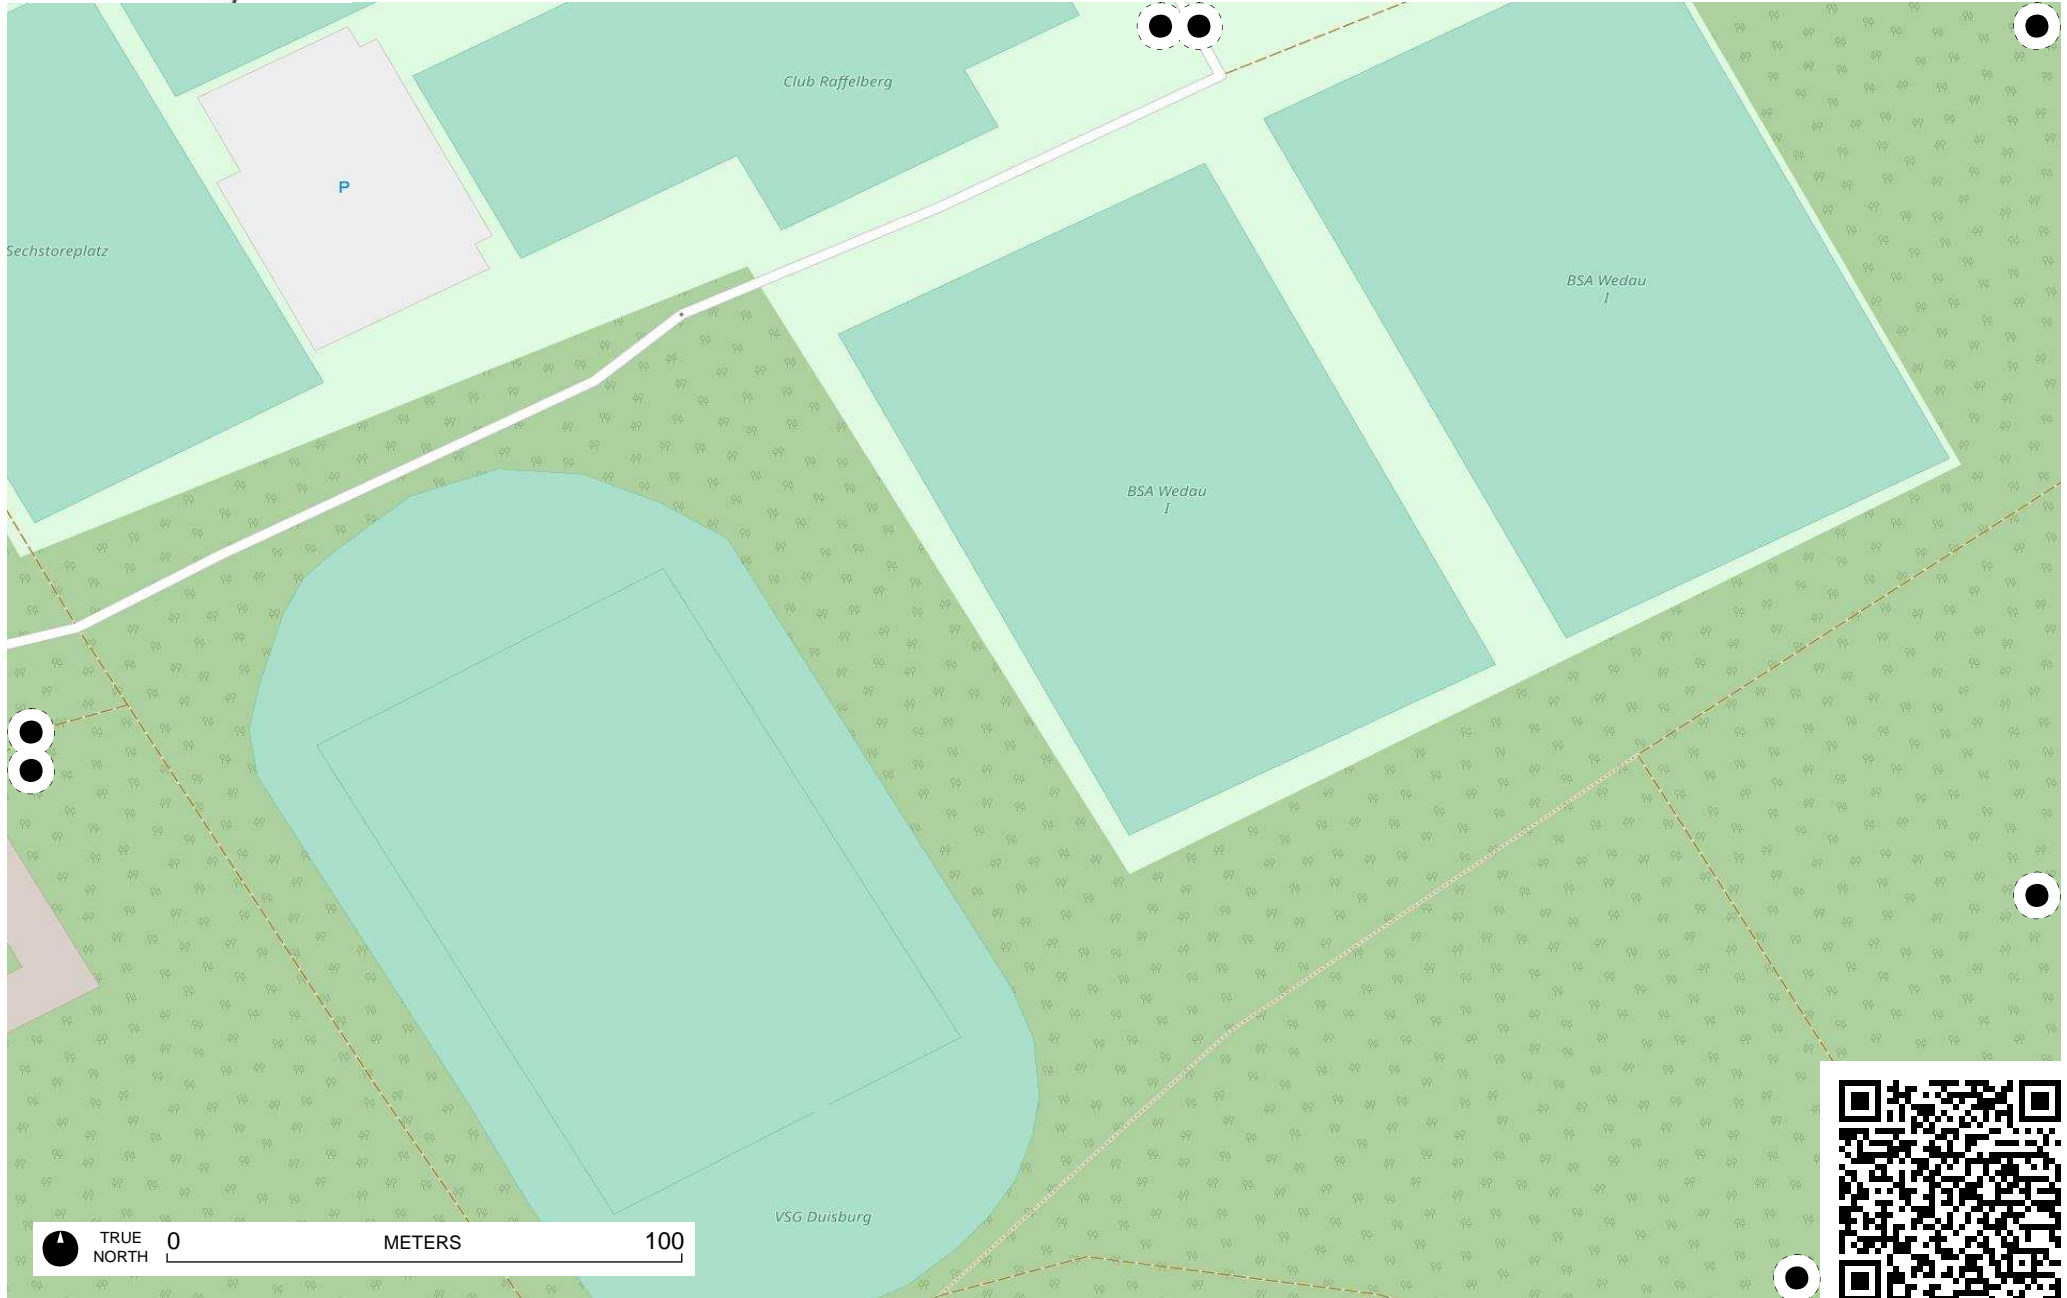 Club Raffelberg
P
Sechstoreplatz
BSA Wedau
I
BSA Wedau
I
VSG Duisburg
TRUE
NORTH
0 METERS 100